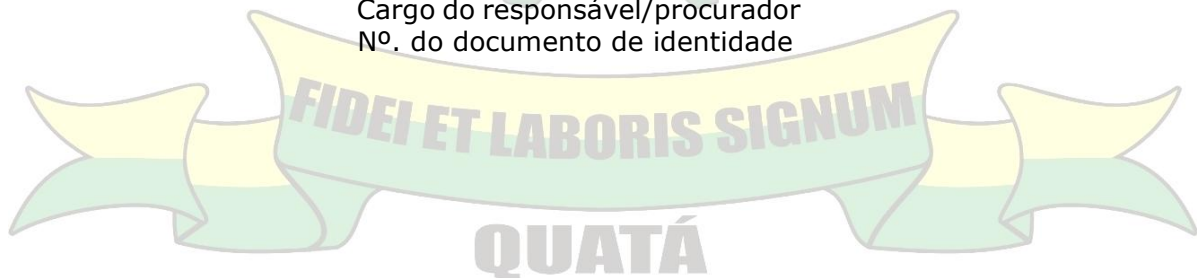 Cargo do responsável/procurador
Nº. do documento de identidade
FIDEI ET LABORIS SIGNUM
QUATÁ